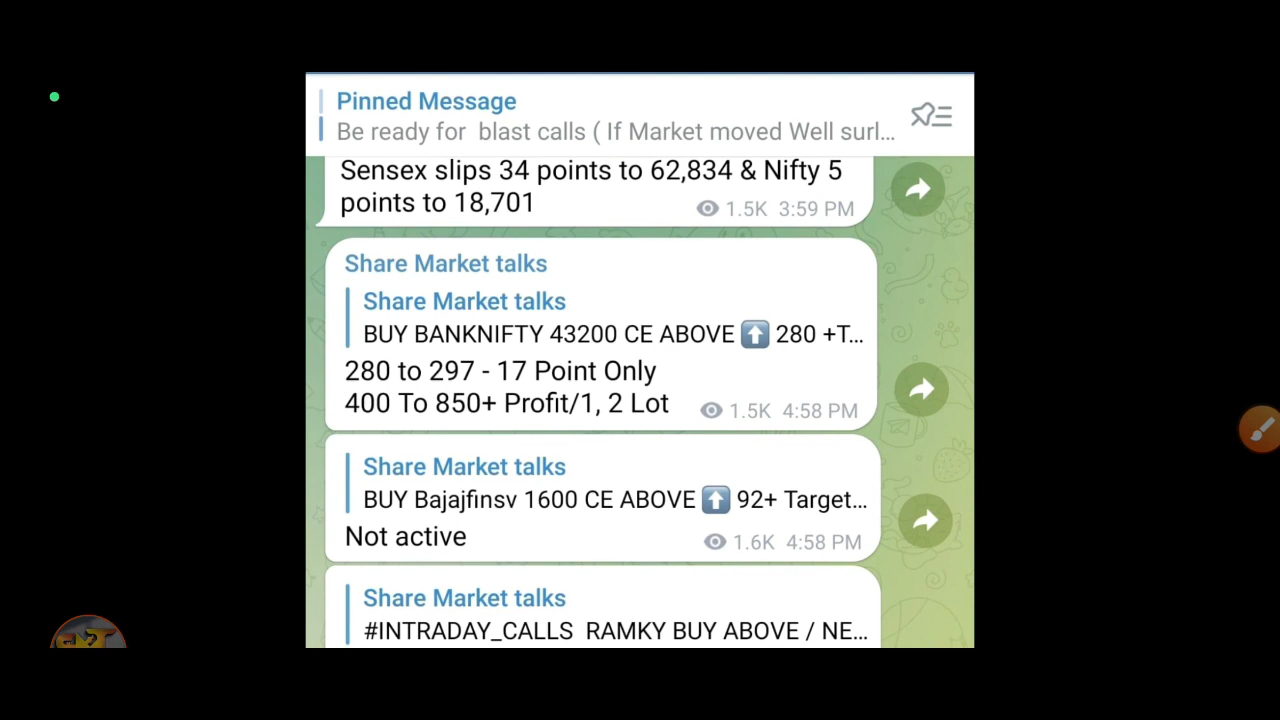 Pinned Message
Be ready for blast calls ( If Market moved Well surl...
Sensex slips 34 points to 62,834 & Nifty 5
points to 18,701
1.5K 3:59 PM
Share Market talks
Share Market talks
BUY BANKNIFTY 43200 CE ABOVE ⬆️ 280 +T...
280 to 297 - 17 Point Only
400 To 850+ Profit/1, 2 Lot
1.5K 4:58 PM
Share Market talks
BUY Bajajfinsv 1600 CE ABOVE ⬆️ 92+ Target...
Not active
1.6K 4:58 PM
Share Market talks
#INTRADAY_CALLS RAMKY BUY ABOVE / NE...